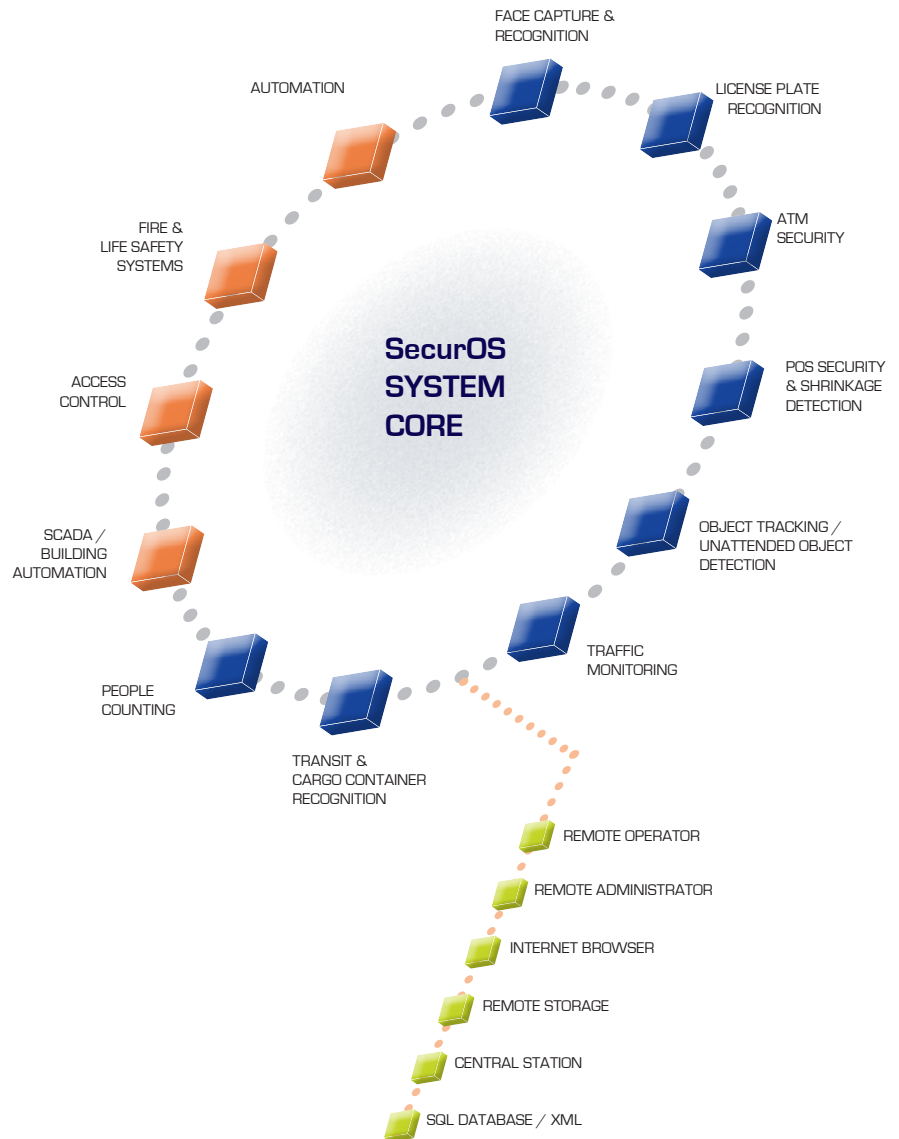 FACE CAPTURE &
RECOGNITION
AUTOMATION
LICENSE PLATE
RECOGNITION
FIRE &
LIFE SAFETY
SYSTEMS
ATM
SECURITY
SecurOS
SYSTEM
CORE
ACCESS
CONTROL
POS SECURITY
& SHRINKAGE
DETECTION
SCADA /
BUILDING
AUTOMATION
OBJECT TRACKING /
UNATTENDED OBJECT
DETECTION
PEOPLE
COUNTING
TRAFFIC
MONITORING
TRANSIT &
CARGO CONTAINER
RECOGNITION
REMOTE OPERATOR
REMOTE ADMINISTRATOR
INTERNET BROWSER
REMOTE STORAGE
CENTRAL STATION
SQL DATABASE / XML